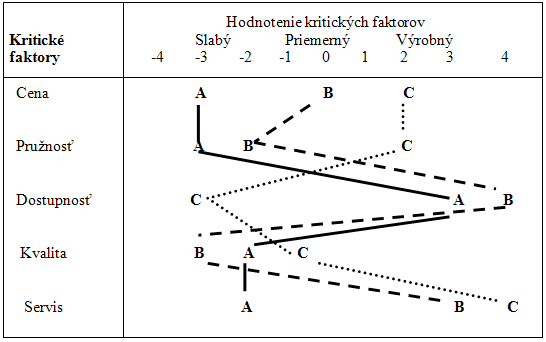 Hodnotenie kritických faktorov
Kritické Slabý Priemerný Výrobný
faktory -4 -3 -2 -1 0 1 2 3 4
Cena A B C
Pružnosť A B C
Dostupnosť C A B
Kvalita B A C
Servis A B C